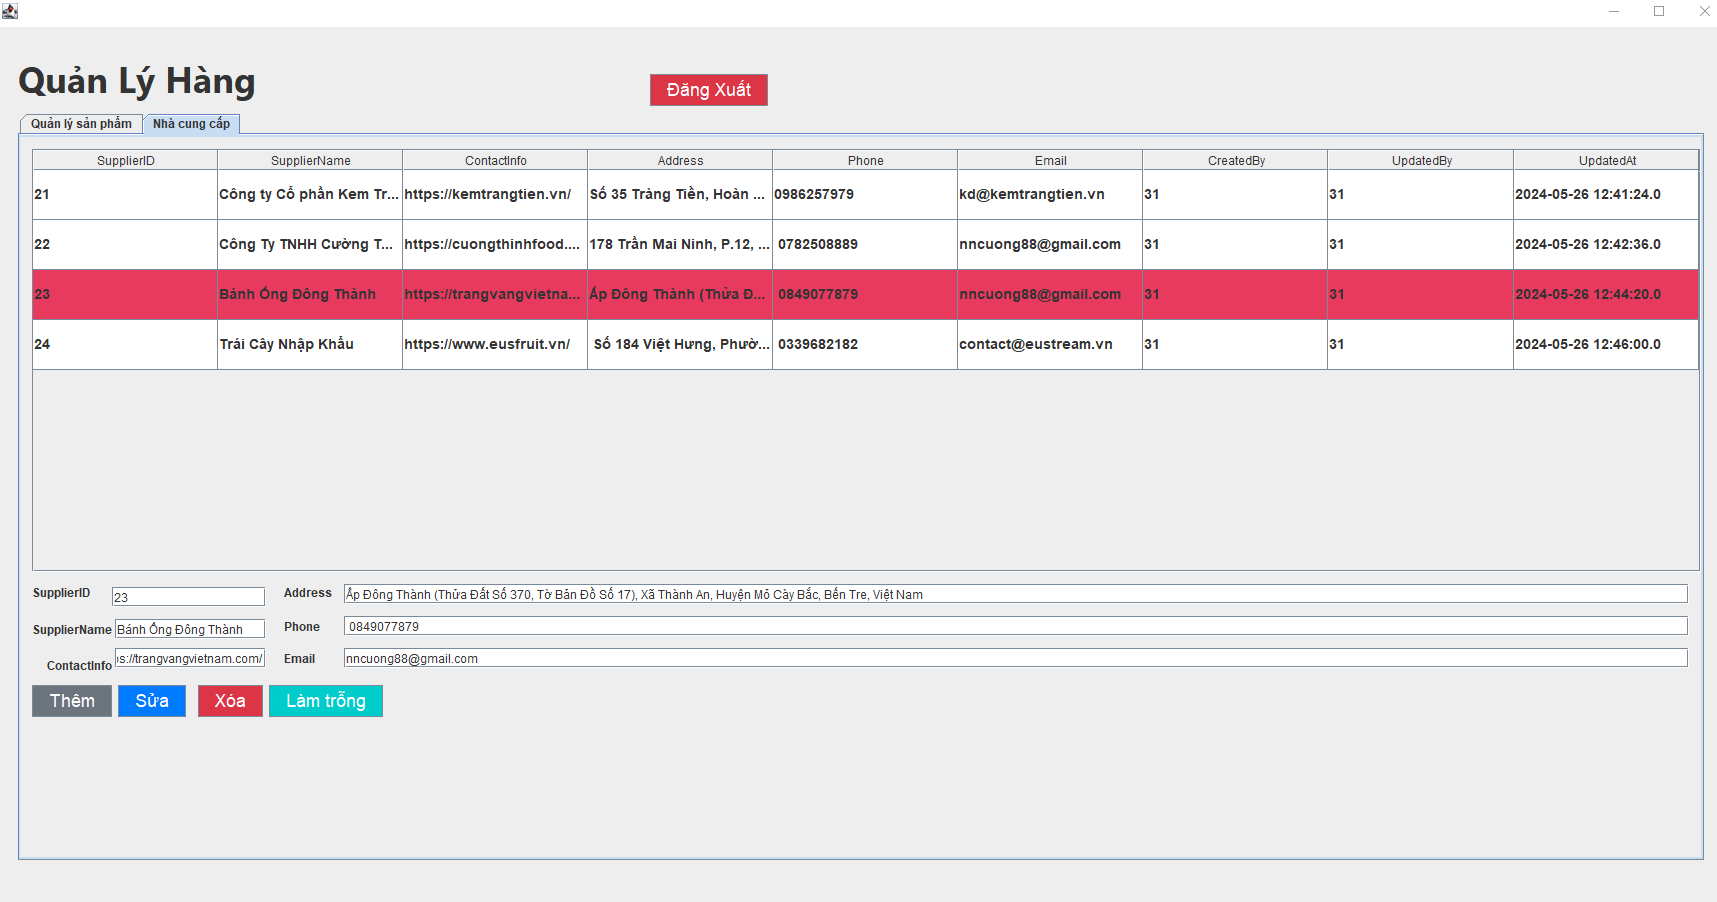 Quản Lý Hàng
Đăng Xuất
Quản lý sản phẩm Nhà cung cấp
SupplierID SupplierName ContactInfo Address Phone Email CreatedBy UpdatedBy UpdatedAt
21 Công ty Cổ phần Kem Tr... https://kemtrangtien.vn/ Số 35 Tràng Tiền, Hoàn ... 0986257979 kd@kemtrangtien.vn 31 31 2024-05-26 12:41:24.0
22 Công Ty TNHH Cường T... https://cuongthinhfood.... 178 Trần Mai Ninh, P.12, ... 0782508889 nncuong88@gmail.com 31 31 2024-05-26 12:42:36.0
23 Bánh Ống Đông Thành https://trangvangvietna... Ấp Đông Thành (Thửa Đ... 0849077879 nncuong88@gmail.com 31 31 2024-05-26 12:44:20.0
24 Trái Cây Nhập Khẩu https://www.eusfruit.vn/ Số 184 Việt Hưng, Phườ... 0339682182 contact@eustream.vn 31 31 2024-05-26 12:46:00.0
SupplierID 23 Address Ấp Đông Thành (Thửa Đất Số 370, Tờ Bản Đồ Số 17), Xã Thành An, Huyện Mỏ Cày Bắc, Bến Tre, Việt Nam
SupplierName Bánh Ống Đông Thành Phone 0849077879
ContactInfo s://trangvangvietnam.com/ Email nncuong88@gmail.com
Thêm Sửa Xóa Làm trỗng